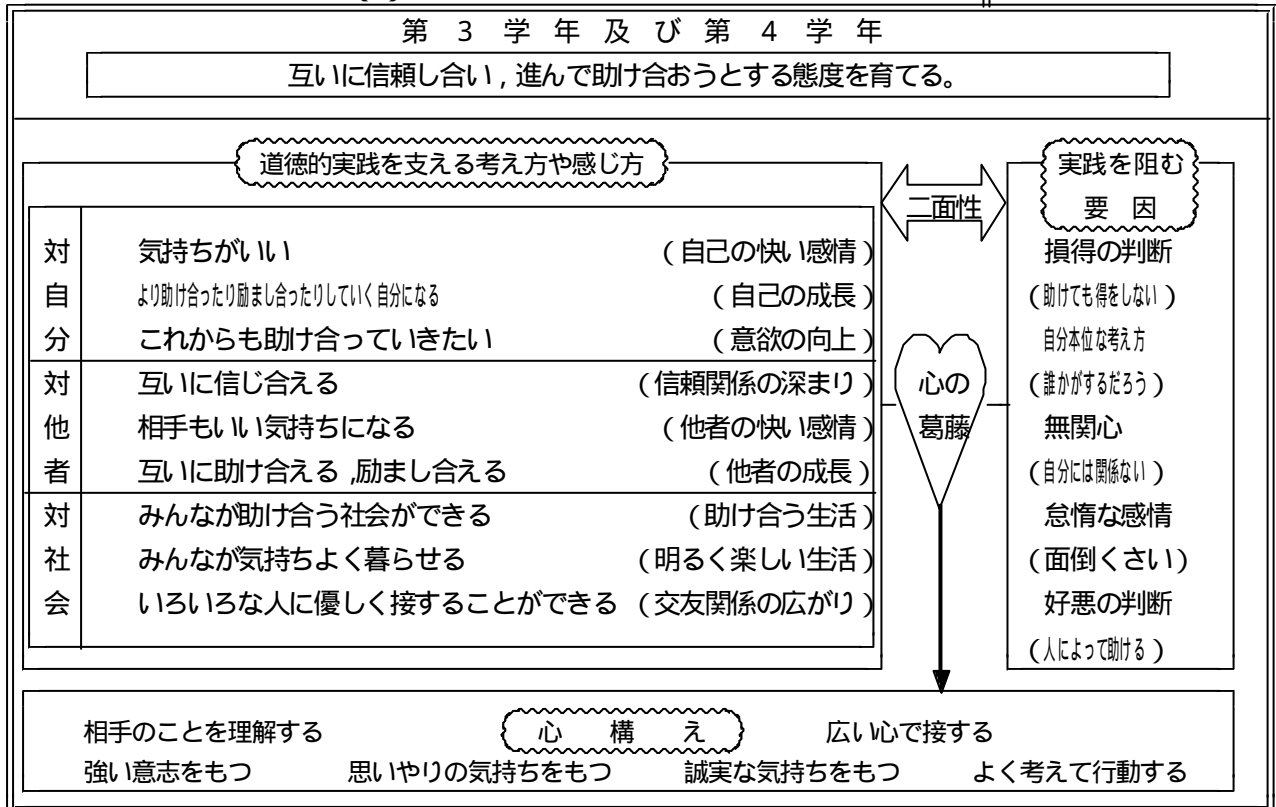 第 3 学 年 及 び 第 4 学 年
互いに信頼し合い，進んで助け合おうとする態度を育てる。
道徳的実践を支える考え方や感じ方
対自分
気持ちがいい （自己の快い感情）
より助け合ったり励まし合ったりしていく自分になる （自己の成長）
これからも助け合っていきたい （意欲の向上）
対他者
互いに信じ合える （信頼関係の深まり）
相手もいい気持ちになる （他者の快い感情）
互いに助け合える，励まし合える （他者の成長）
対社会
みんなが助け合う社会ができる （助け合う生活）
みんなが気持ちよく暮らせる （明るく楽しい生活）
いろいろな人に優しく接することができる （交友関係の広がり）
二面性
心の
葛藤
実践を阻む
要 因
損得の判断
（助けても得をしない）
自分本位な考え方
（誰かがするだろう）
無関心
（自分には関係ない）
怠惰な感情
（面倒くさい）
好悪の判断
（人によって助ける）
相手のことを理解する 心 構 え 広い心で接する
強い意志をもつ 思いやりの気持ちをもつ 誠実な気持ちをもつ よく考えて行動する